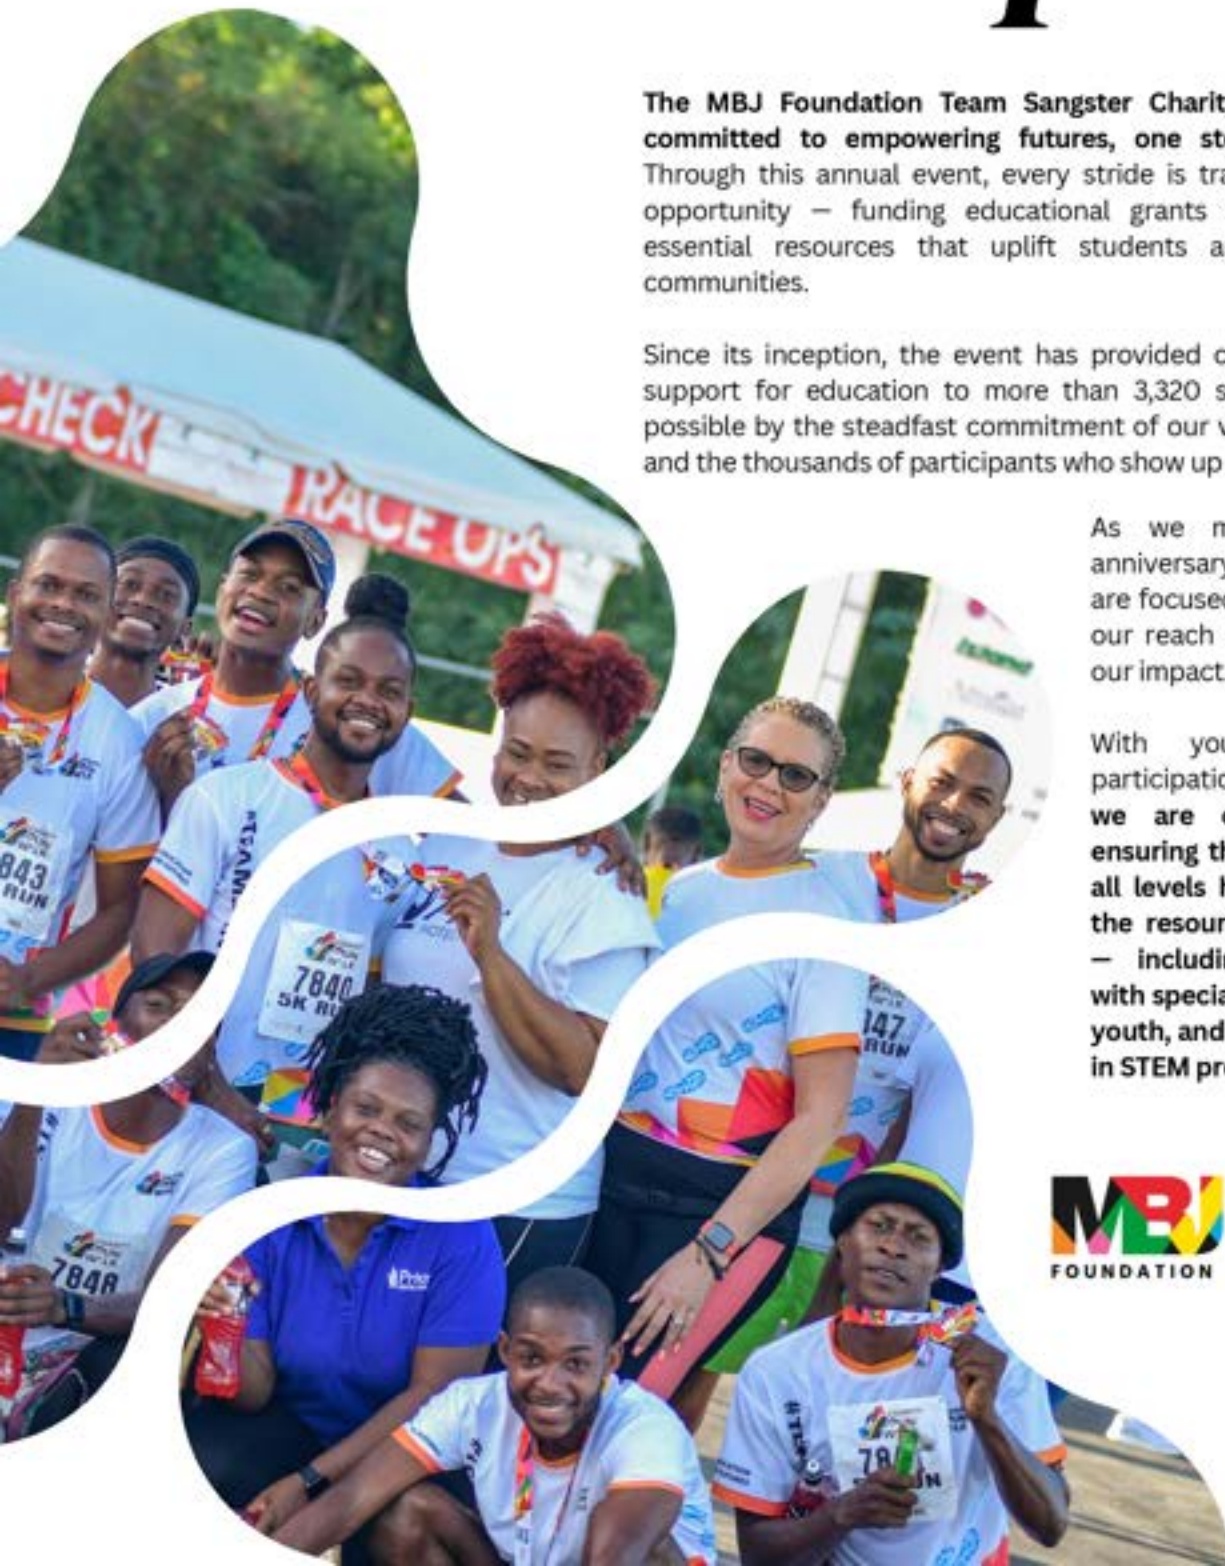 The MBJ Foundation Team Sangster Charit
committed to empowering futures, one st
Through this annual event, every stride is tra
opportunity — funding educational grants
essential resources that uplift students a
communities.
Since its inception, the event has provided
support for education to more than 3,320 s
possible by the steadfast commitment of our v
and the thousands of participants who show up
As we m
anniversary
are focused
our reach
our impact.
With you
participatio
we are
ensuring th
all levels h
the resour
— includin
with specia
youth, and
in STEM pr
MBJ
FOUNDATION
CHECK
RACE OPS
843
RUN
7840
5K RU
347
RUN
7848
78